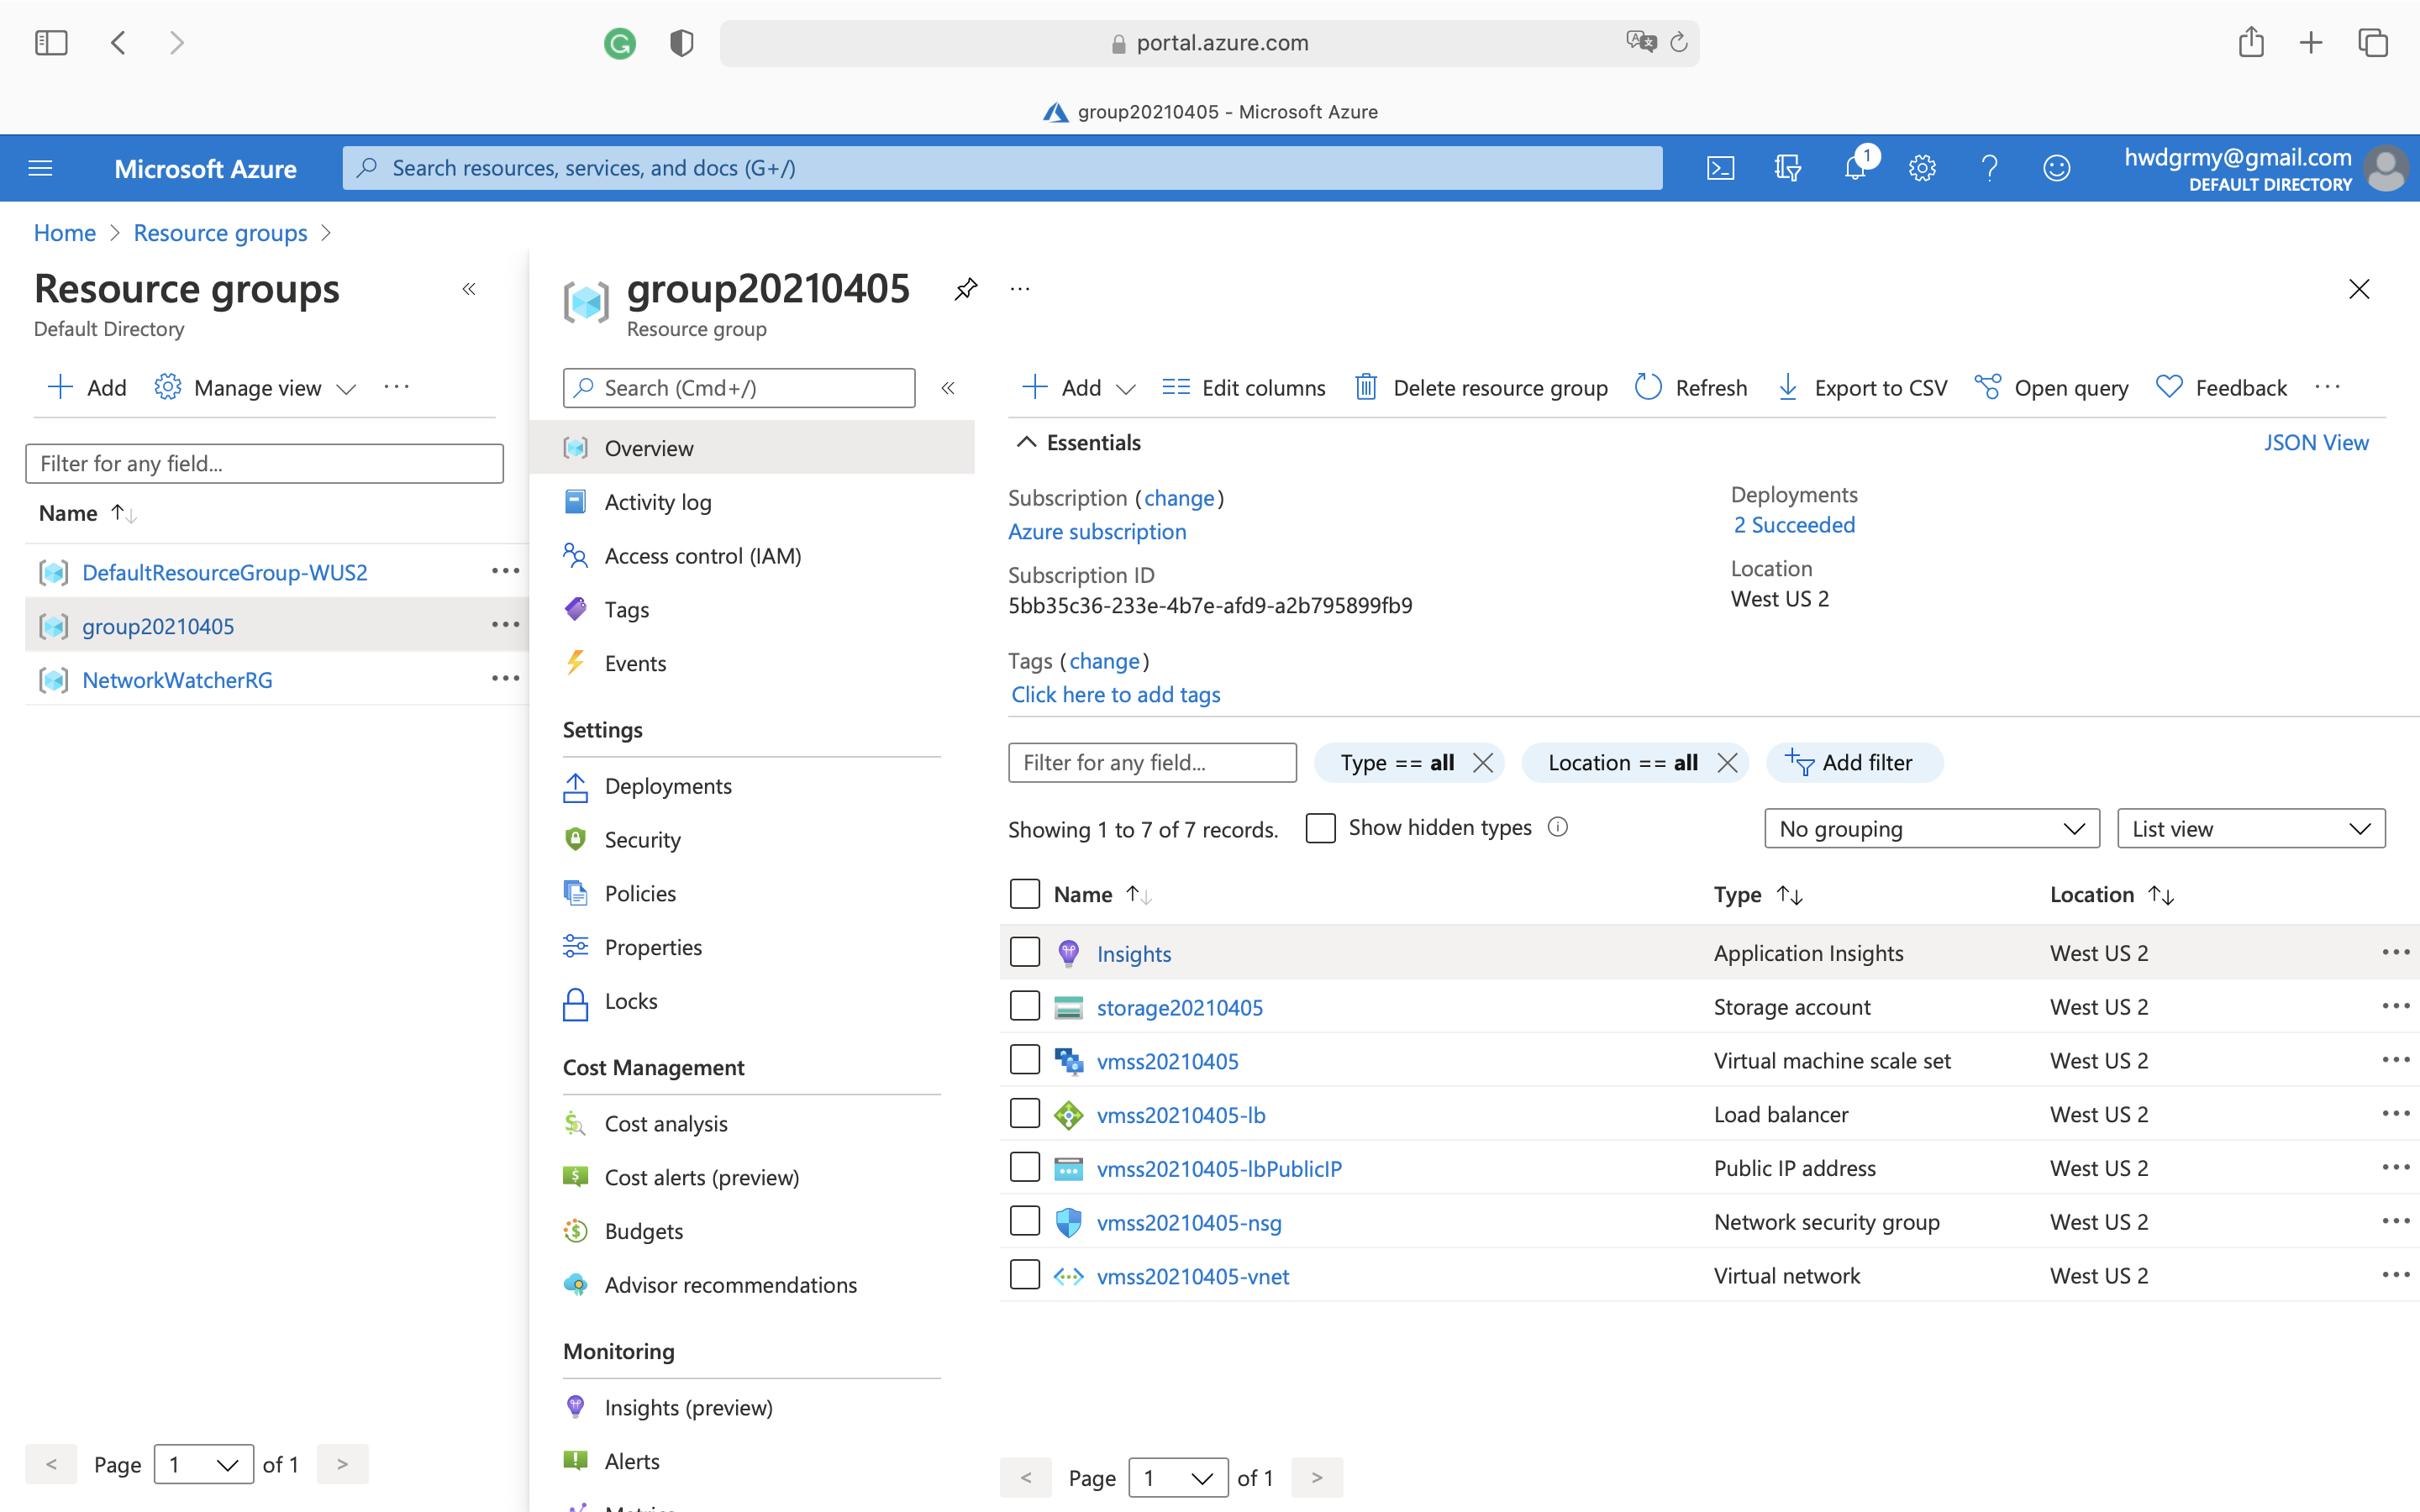 portal.azure.com
group20210405 - Microsoft Azure
Microsoft Azure
Search resources, services, and docs (G+/)
1
hwdgrmy@gmail.com
DEFAULT DIRECTORY
Home > Resource groups >
Resource groups
Default Directory
Add
Manage view
Filter for any field...
Name
DefaultResourceGroup-WUS2
group20210405
NetworkWatcherRG
< Page 1 of 1 >
group20210405
Resource group
Search (Cmd+/)
Overview
Activity log
Access control (IAM)
Tags
Events
Settings
Deployments
Security
Policies
Properties
Locks
Cost Management
Cost analysis
Cost alerts (preview)
Budgets
Advisor recommendations
Monitoring
Insights (preview)
Alerts
Add
Edit columns
Delete resource group
Refresh
Export to CSV
Open query
Feedback
Essentials
JSON View
Subscription (change)
Azure subscription
Subscription ID
5bb35c36-233e-4b7e-afd9-a2b795899fb9
Tags (change)
Click here to add tags
Deployments
2 Succeeded
Location
West US 2
Filter for any field...
Type == all
Location == all
Add filter
Showing 1 to 7 of 7 records.
Show hidden types
No grouping
List view
Name Type Location
Insights Application Insights West US 2
storage20210405 Storage account West US 2
vmss20210405 Virtual machine scale set West US 2
vmss20210405-lb Load balancer West US 2
vmss20210405-lbPublicIP Public IP address West US 2
vmss20210405-nsg Network security group West US 2
vmss20210405-vnet Virtual network West US 2
< Page 1 of 1 >